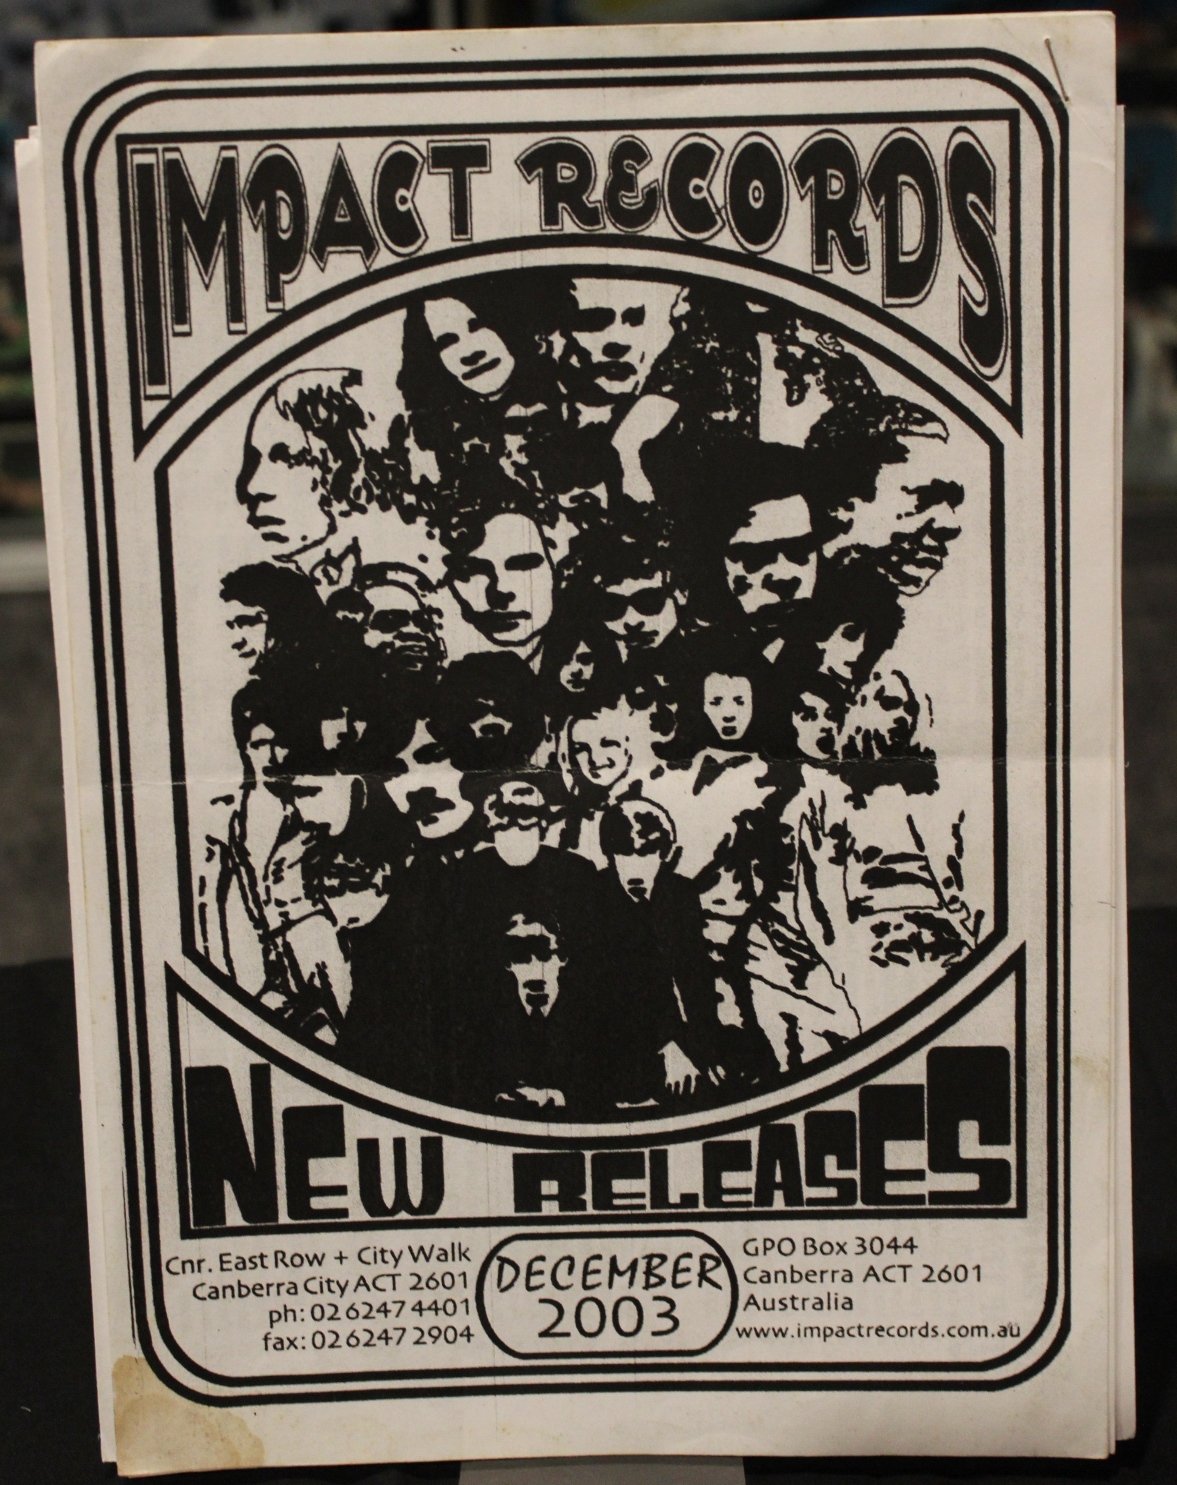 IMPACT RECORDS
NEW RELEASES
Cnr. East Row + City Walk
Canberra City ACT 2601
ph: 02 6247 4401
fax: 02 6247 2904
DECEMBER
2003
GPO Box 3044
Canberra ACT 2601
Australia
www.impactrecords.com.au